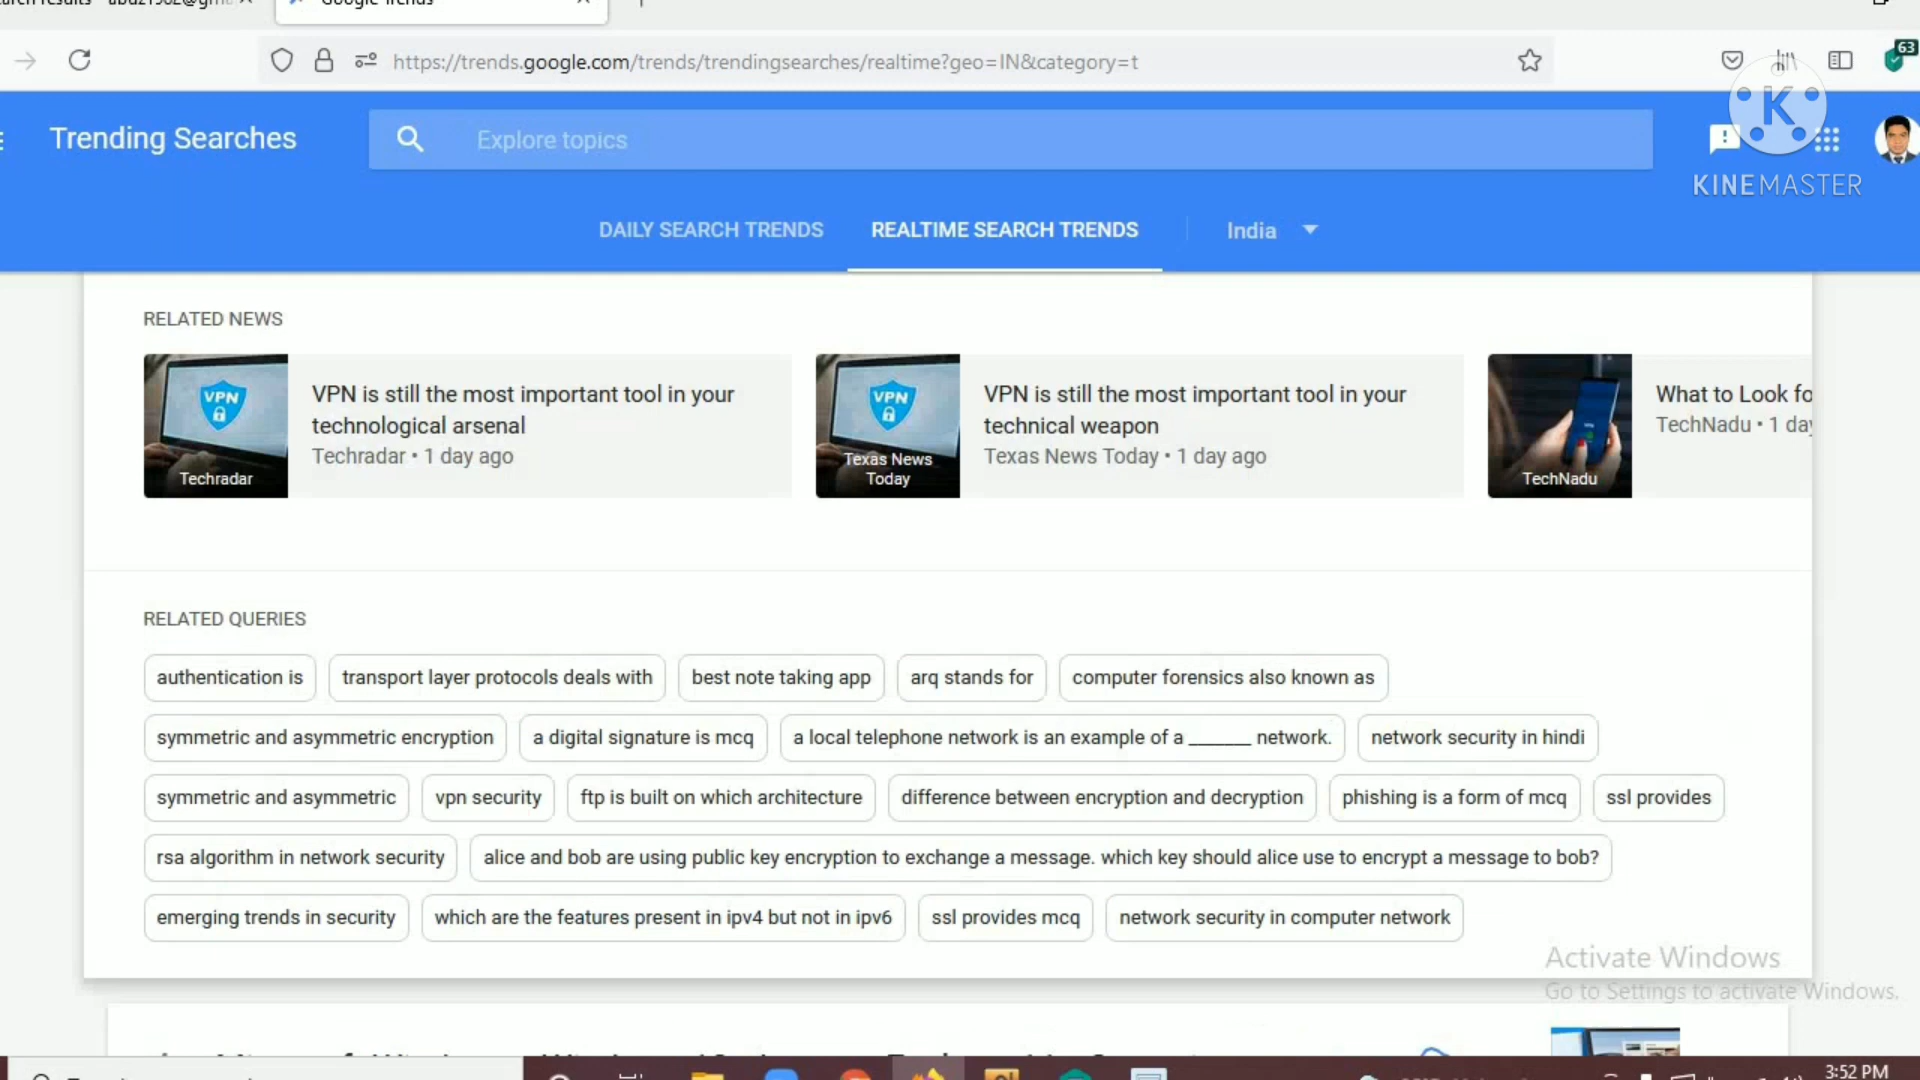 Google Trends
63
https://trends.google.com/trends/trendingsearches/realtime?geo=IN&category=t
Trending Searches
Explore topics
K
KINEMASTER
DAILY SEARCH TRENDS
REALTIME SEARCH TRENDS
India
RELATED NEWS
VPN
Techradar
VPN is still the most important tool in your
technological arsenal
Techradar • 1 day ago
VPN
Texas News
Today
VPN is still the most important tool in your
technical weapon
Texas News Today • 1 day ago
TechNadu
What to Look fo
TechNadu • 1 day
RELATED QUERIES
authentication is
transport layer protocols deals with
best note taking app
arq stands for
computer forensics also known as
symmetric and asymmetric encryption
a digital signature is mcq
a local telephone network is an example of a _______ network.
network security in hindi
symmetric and asymmetric
vpn security
ftp is built on which architecture
difference between encryption and decryption
phishing is a form of mcq
ssl provides
rsa algorithm in network security
alice and bob are using public key encryption to exchange a message. which key should alice use to encrypt a message to bob?
emerging trends in security
which are the features present in ipv4 but not in ipv6
ssl provides mcq
network security in computer network
Activate Windows
Go to Settings to activate Windows.
3:52 PM